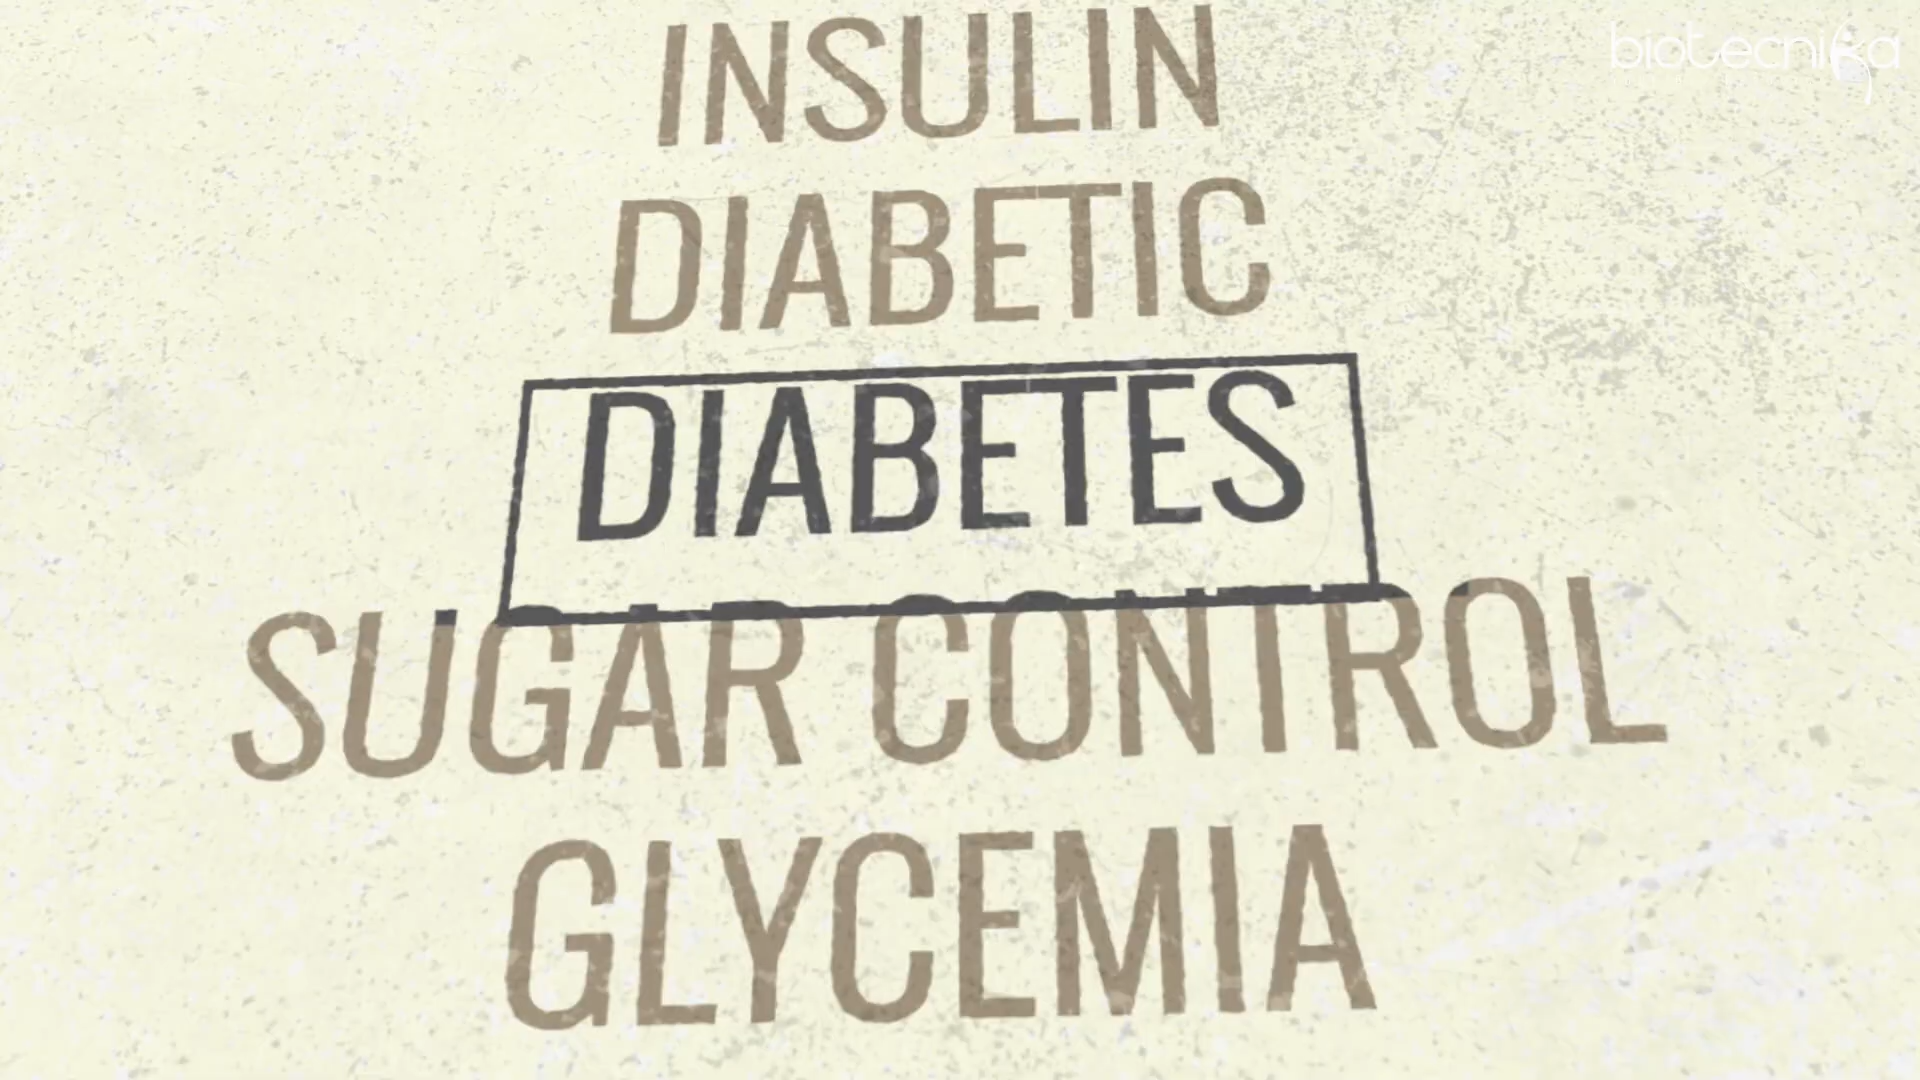 biotecnika
INSULIN
DIABETIC
DIABETES
SUGAR CONTROL
GLYCEMIA